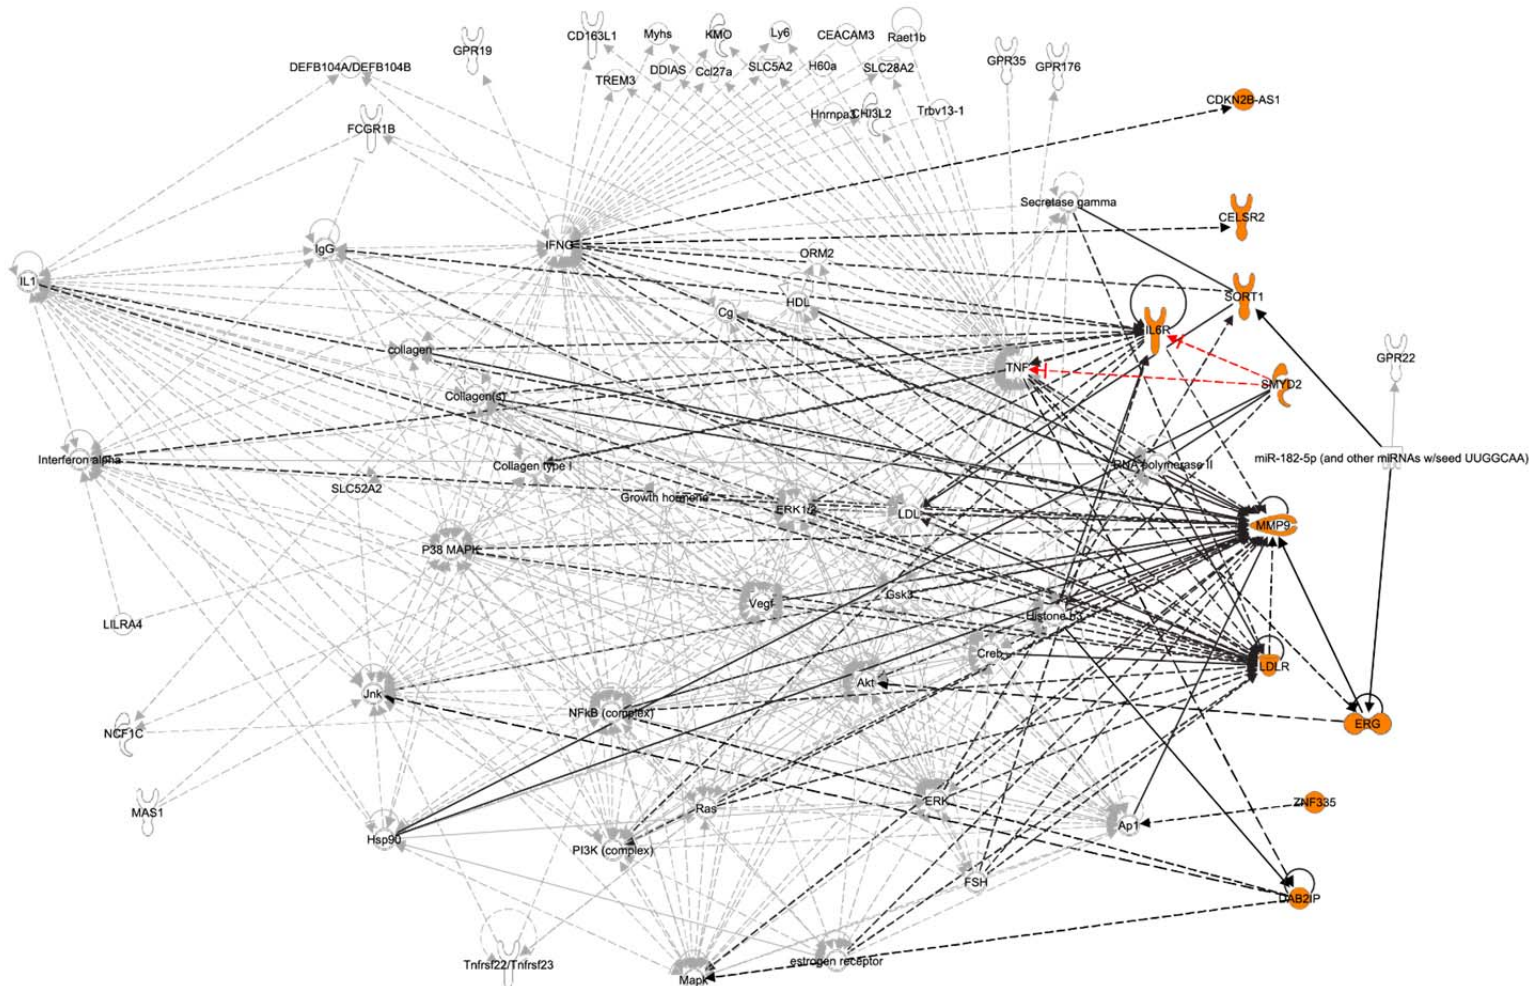 CD163L1
Myhs
KMO
Ly6
CEACAM3
Raet1b
GPR19
GPR35
GPR176
DEFB104A/DEFB104B
TREM3
DDIAS
Ccl27a
SLC5A2
H60a
SLC28A2
CDKN2B-AS1
FCGR1B
Hnrnpa3
CHI3L2
Trbv13-1
Secretase gamma
CELSR2
IgG
IFNG
ORM2
IL1
Cg
HDL
SORT1
IL6R
collagen
GPR22
TNF
SMYD2
Collagen(s)
Interferon alpha
Collagen type I
RNA polymerase II
miR-182-5p (and other miRNAs w/seed UUGGCAA)
SLC52A2
Growth hormone
ERK1/2
LDL
MMP9
P38 MAPK
Vegf
Gsk3
Histone h3
LILRA4
Creb
LDLR
Jnk
Akt
NFkB (complex)
ERG
NCF1C
MAS1
Ras
ERK
ZNF335
Ap1
Hsp90
PI3K (complex)
FSH
DAB2IP
Tnfrsf22/Tnfrsf23
estrogen receptor
Mapk